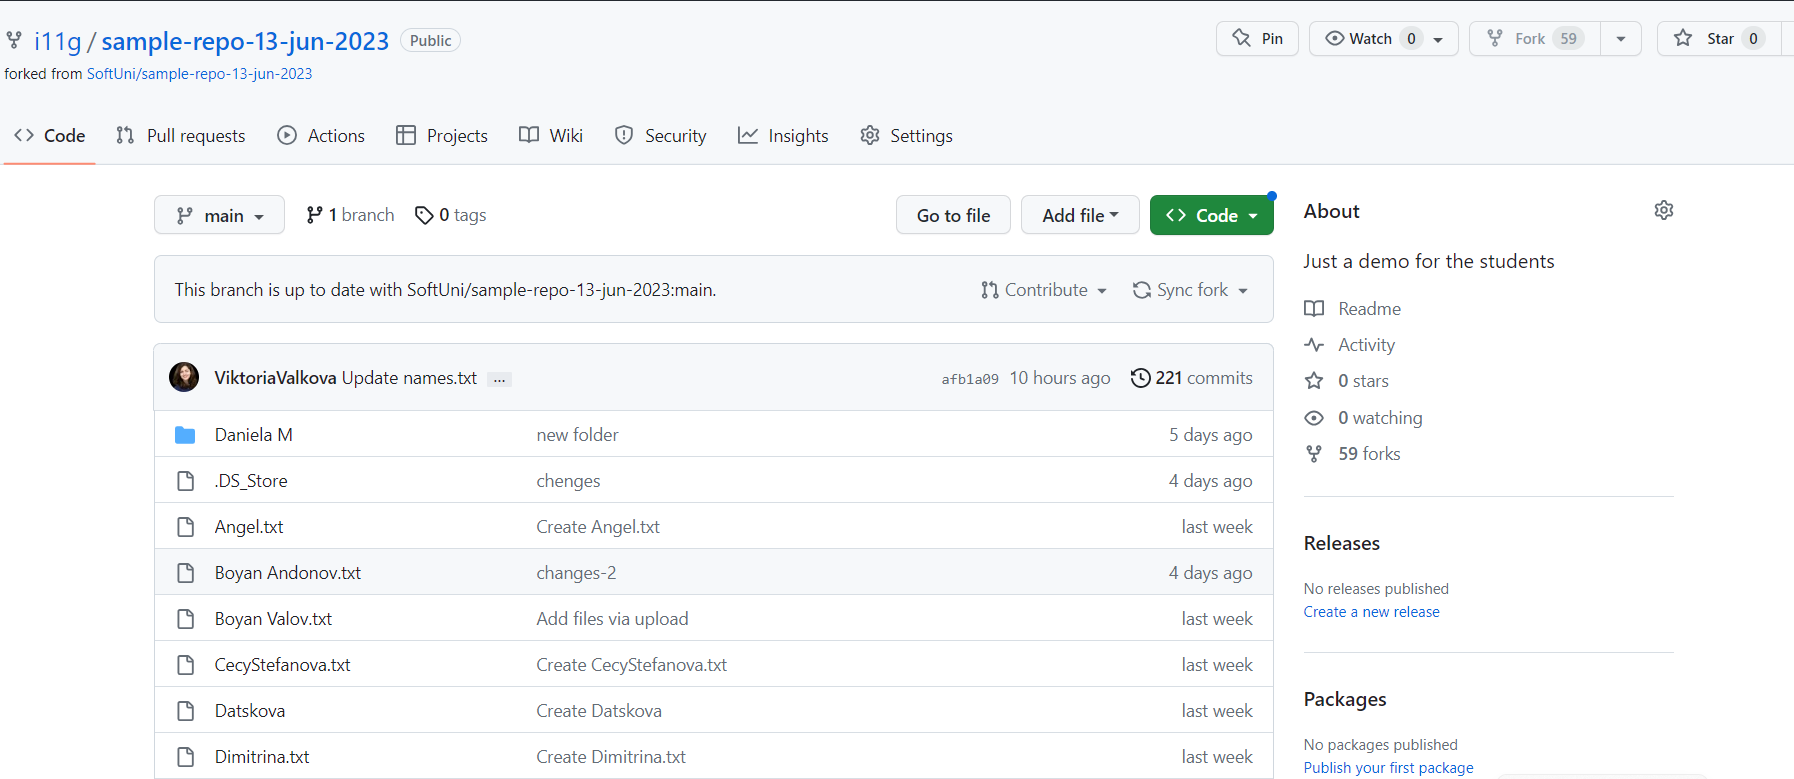 i11g / sample-repo-13-jun-2023 Public
Pin Watch 0 Fork 59 Star 0
forked from SoftUni/sample-repo-13-jun-2023
Code Pull requests Actions Projects Wiki Security Insights Settings
main 1 branch 0 tags Go to file Add file Code
This branch is up to date with SoftUni/sample-repo-13-jun-2023:main. Contribute Sync fork
ViktoriaValkova Update names.txt ... afb1a09 10 hours ago 221 commits
Daniela M new folder 5 days ago
.DS_Store chenges 4 days ago
Angel.txt Create Angel.txt last week
Boyan Andonov.txt changes-2 4 days ago
Boyan Valov.txt Add files via upload last week
CecyStefanova.txt Create CecyStefanova.txt last week
Datskova Create Datskova last week
Dimitrina.txt Create Dimitrina.txt last week
About
Just a demo for the students
Readme
Activity
0 stars
0 watching
59 forks
Releases
No releases published
Create a new release
Packages
No packages published
Publish your first package